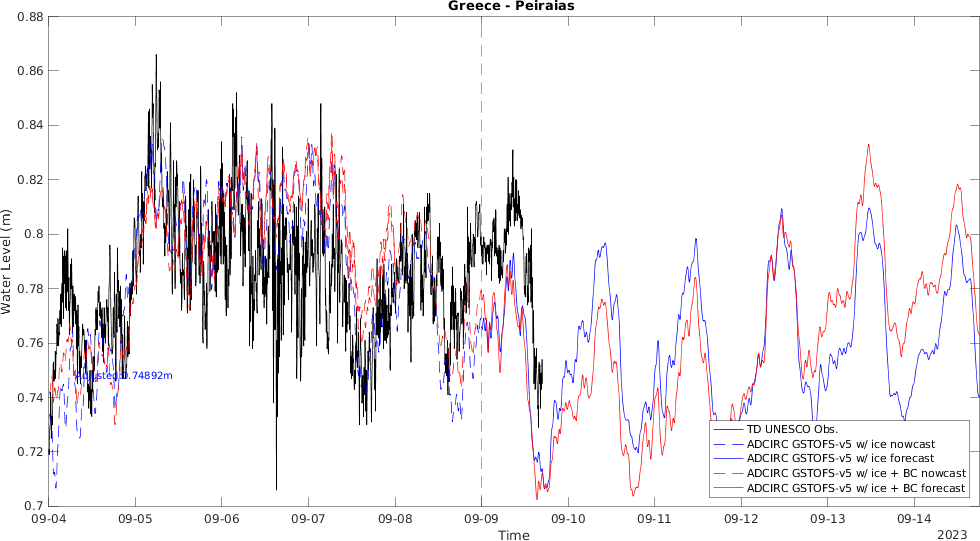 Greece - Peiraias
0.88
0.86
0.84
0.82
0.8
0.78
0.76
0.74
0.72
0.7
Water Level (m)
Adjusted:0.74892m
TD UNESCO Obs.
ADCIRC GSTOFS-v5 w/ ice nowcast
ADCIRC GSTOFS-v5 w/ ice forecast
ADCIRC GSTOFS-v5 w/ ice + BC nowcast
ADCIRC GSTOFS-v5 w/ ice + BC forecast
09-04 09-05 09-06 09-07 09-08 09-09 09-10 09-11 09-12 09-13 09-14
Time
2023